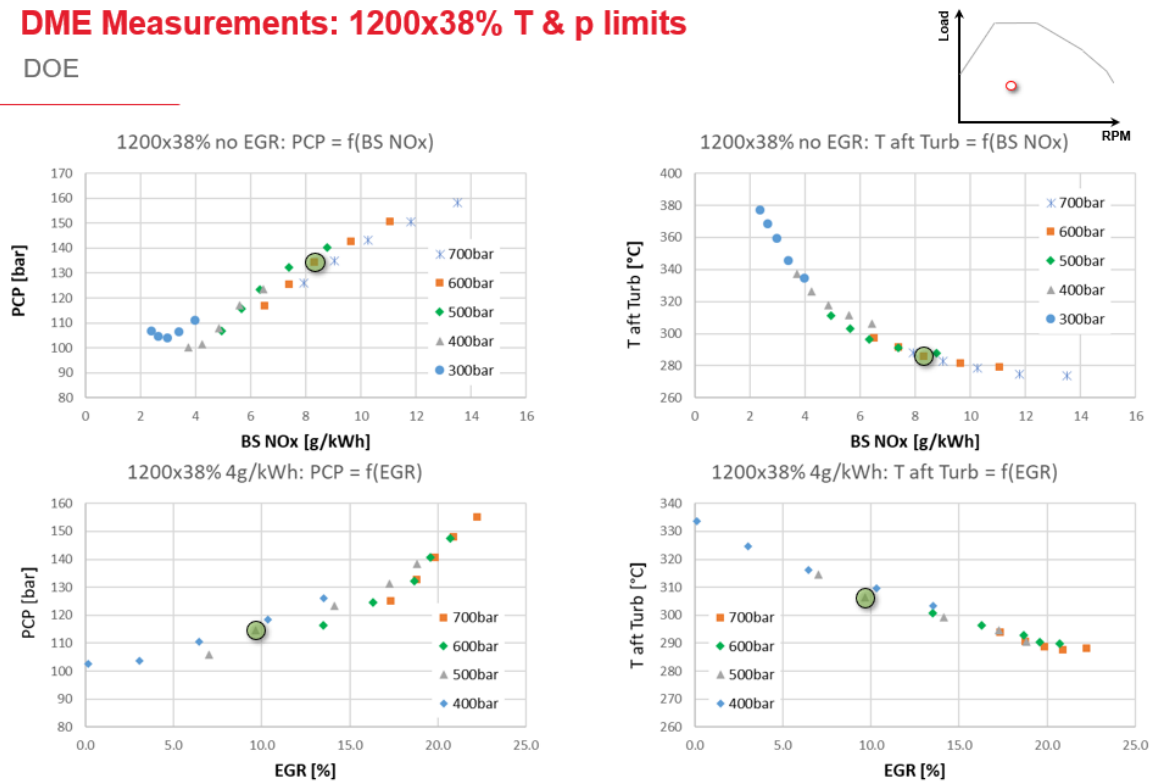 DME Measurements: 1200x38% T & p limits
DOE
Load
RPM
1200x38% no EGR: PCP = f(BS NOx)
PCP [bar]
170
160
150
140
130
120
110
100
90
80
0 2 4 6 8 10 12 14 16
BS NOx [g/kWh]
700bar
600bar
500bar
400bar
300bar
1200x38% no EGR: T aft Turb = f(BS NOx)
T aft Turb [°C]
400
380
360
340
320
300
280
260
0 2 4 6 8 10 12 14 16
BS NOx [g/kWh]
700bar
600bar
500bar
400bar
300bar
1200x38% 4g/kWh: PCP = f(EGR)
PCP [bar]
160
150
140
130
120
110
100
90
80
0.0 5.0 10.0 15.0 20.0 25.0
EGR [%]
700bar
600bar
500bar
400bar
1200x38% 4g/kWh: T aft Turb = f(EGR)
T aft Turb [°C]
340
330
320
310
300
290
280
270
260
0.0 5.0 10.0 15.0 20.0 25.0
EGR [%]
700bar
600bar
500bar
400bar